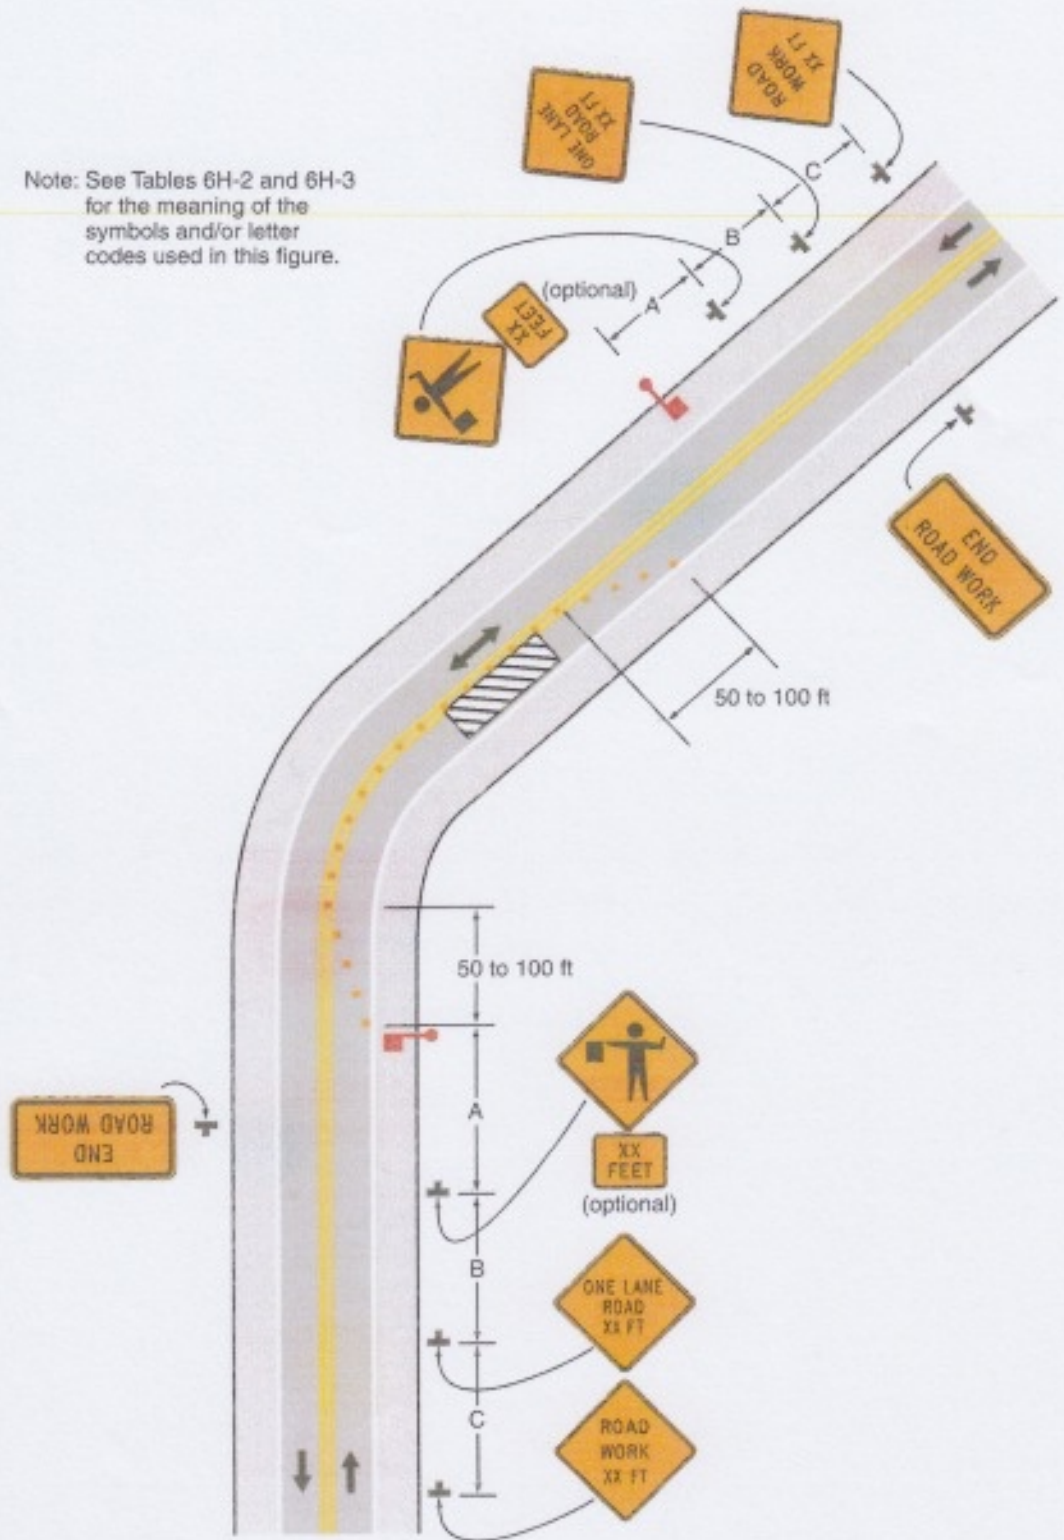 ROAD
WORK
XX FT
ONE LANE
ROAD
XX FT
Note: See Tables 6H-2 and 6H-3
for the meaning of the
symbols and/or letter
codes used in this figure.
C
B
(optional)
A
XX
FEET
END
ROAD WORK
50 to 100 ft
50 to 100 ft
A
END
ROAD WORK
XX
FEET
(optional)
B
ONE LANE
ROAD
XX FT
C
ROAD
WORK
XX FT